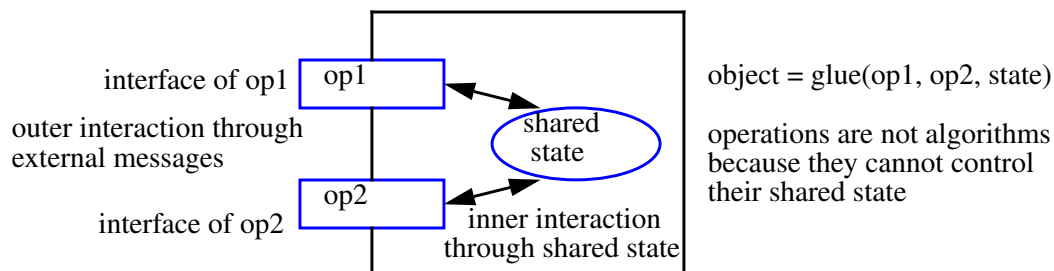 op1
interface of op1
outer interaction through
external messages
op2
interface of op2
shared
state
inner interaction
through shared state
object = glue(op1, op2, state)
operations are not algorithms
because they cannot control
their shared state